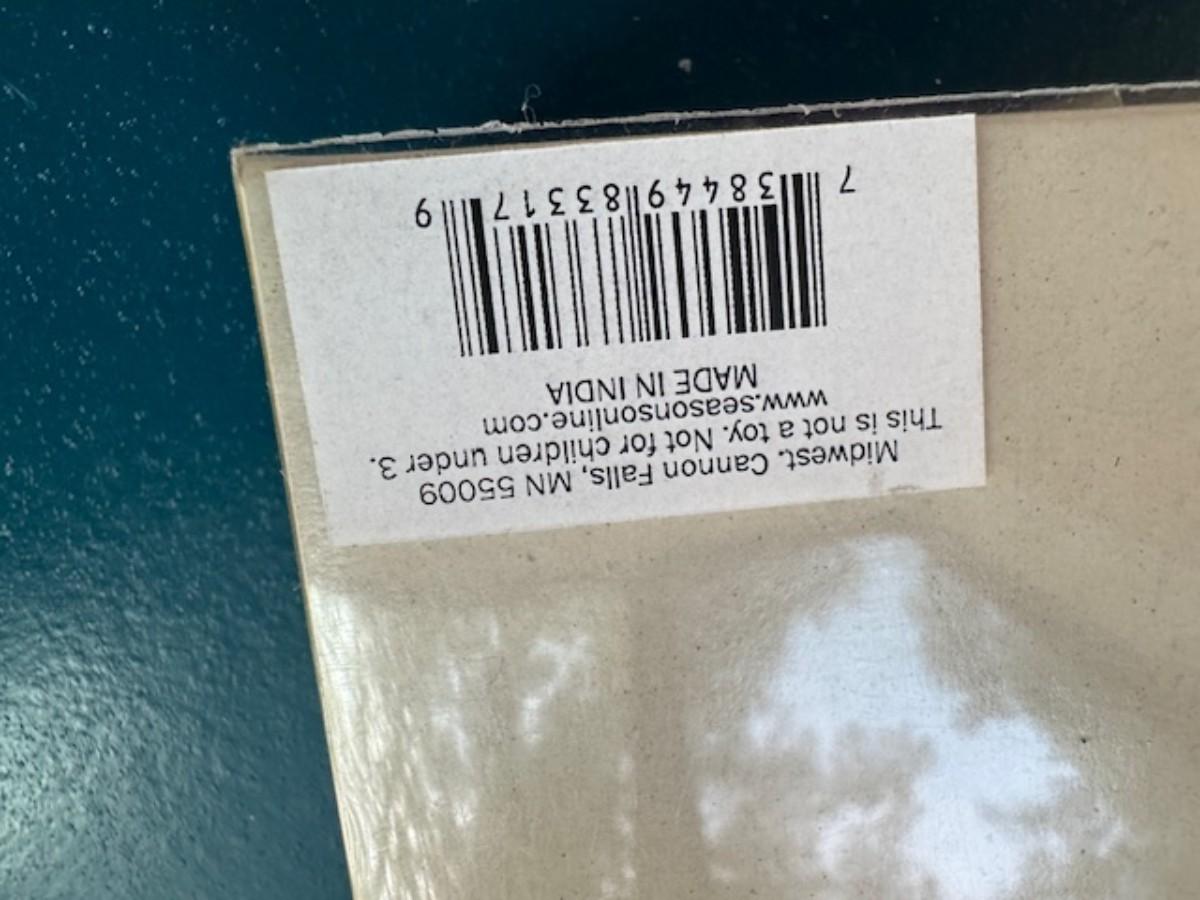 Midwest. Cannon Falls, MN 55009
This is not a toy. Not for children under 3.
www.seasonsonline.com
MADE IN INDIA
7 38449 83317 9